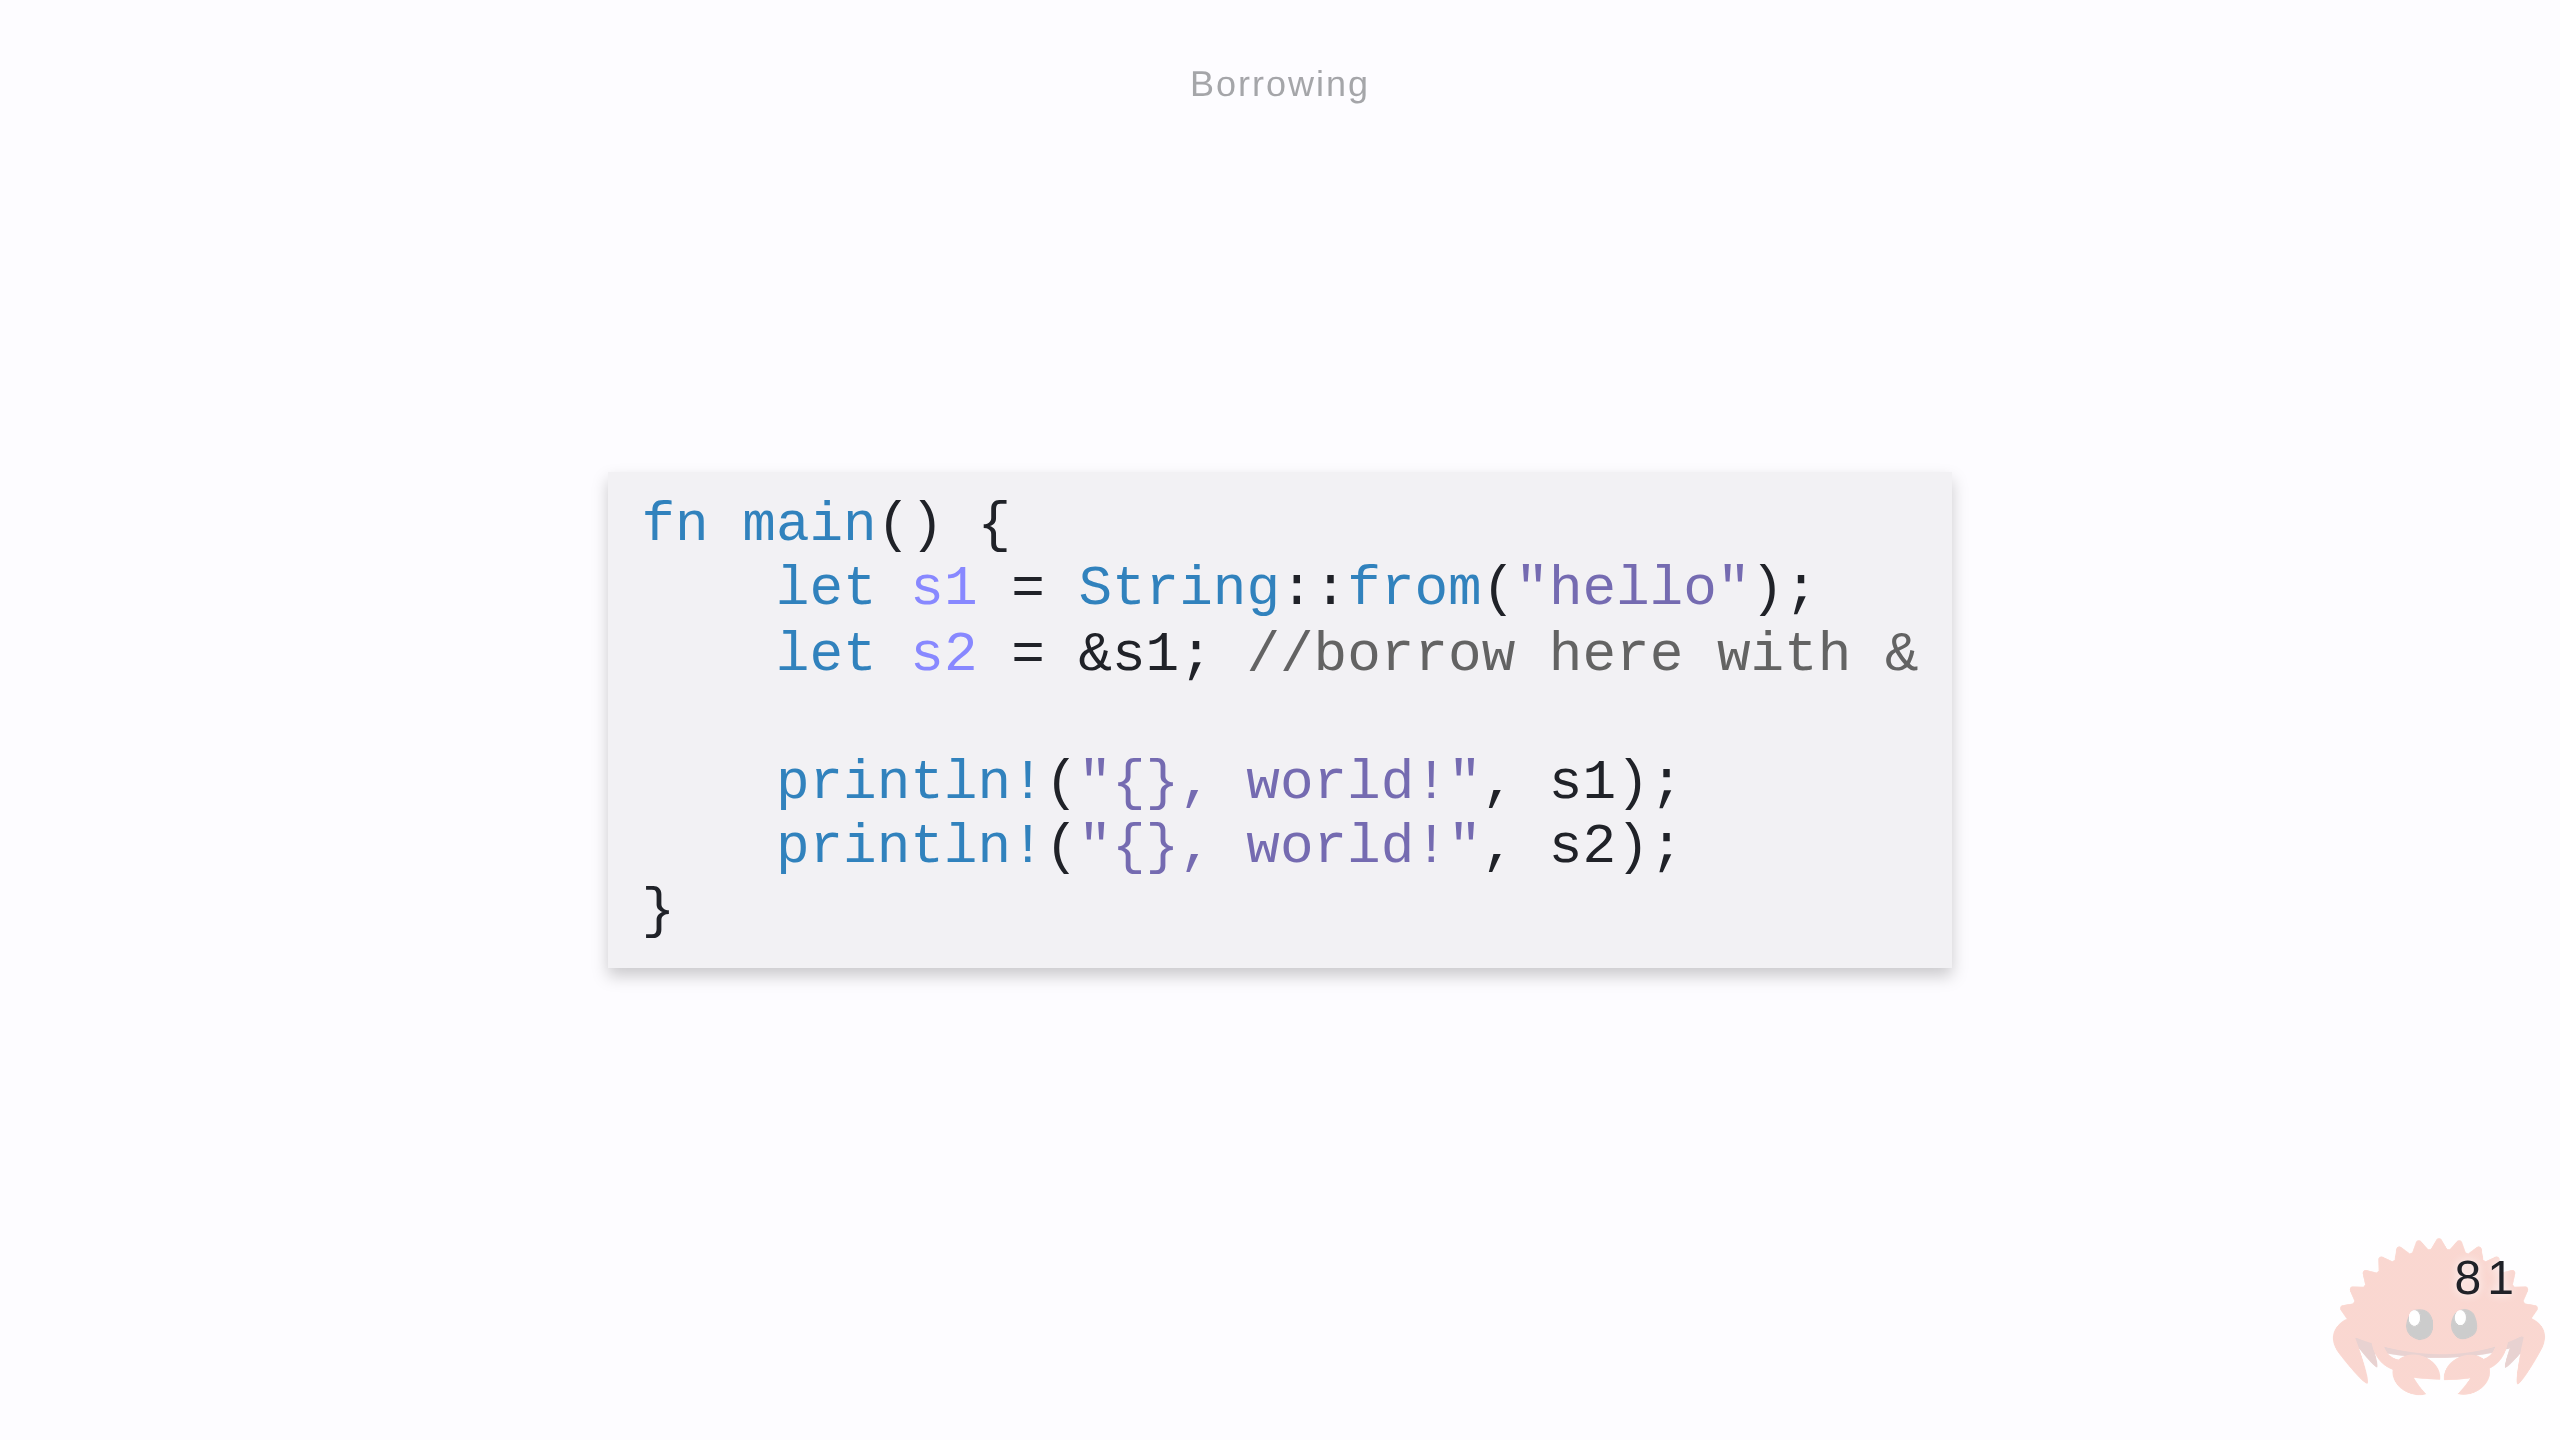 Borrowing
fn main() {
    let s1 = String::from("hello");
    let s2 = &s1; //borrow here with &

    println!("{}, world!", s1);
    println!("{}, world!", s2);
}
81